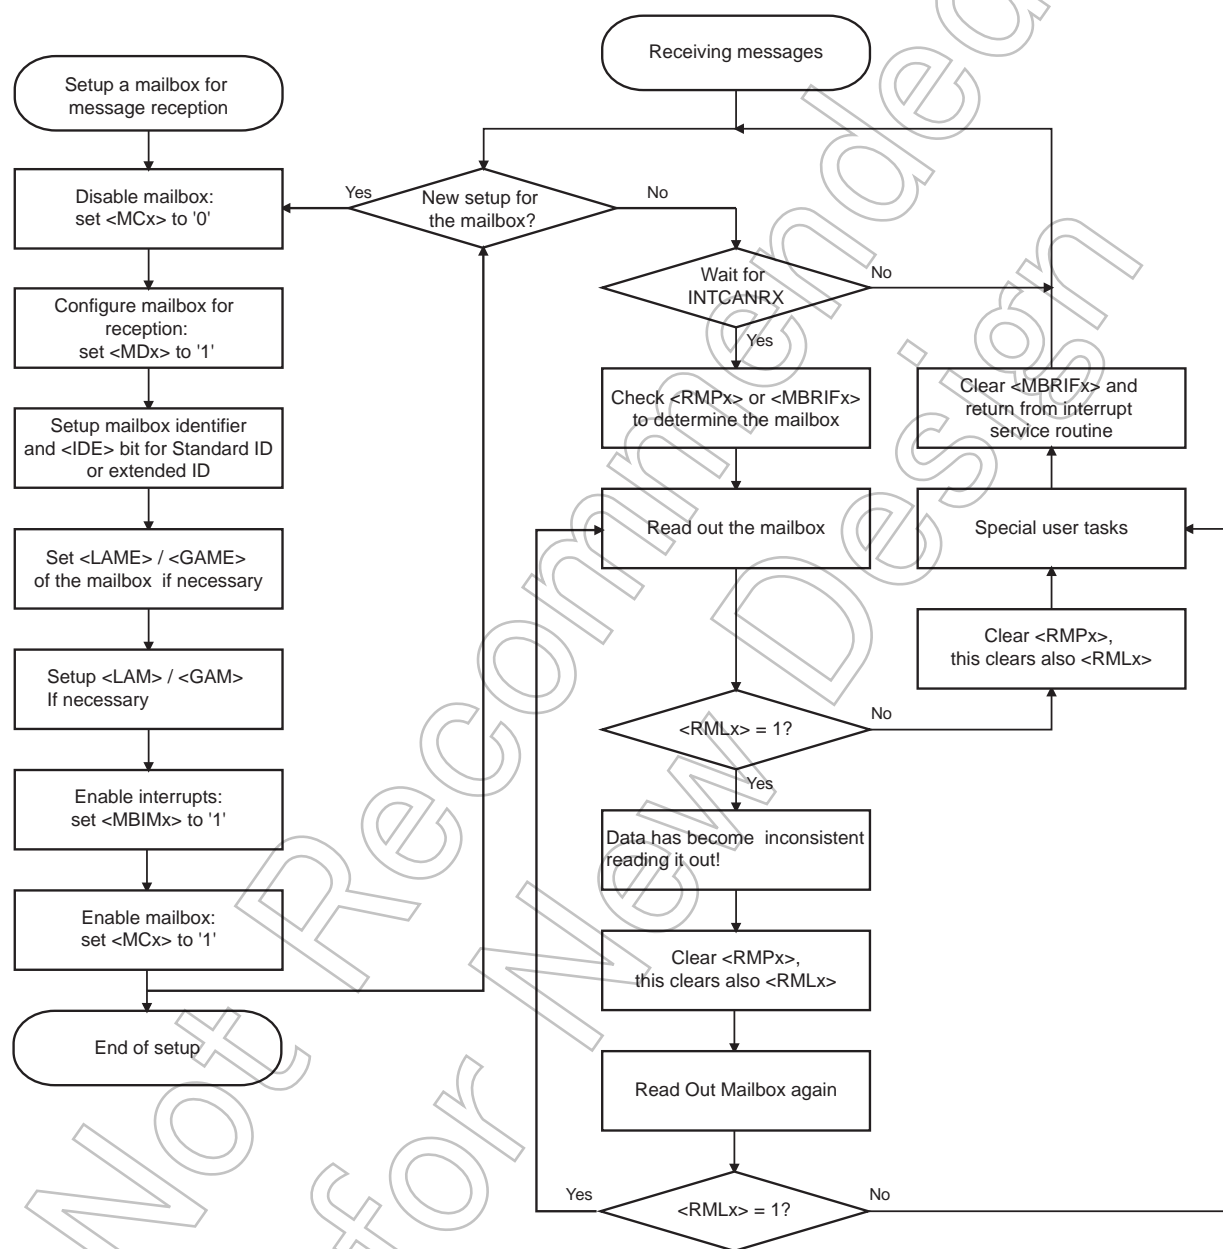 Setup a mailbox for
message reception
Disable mailbox:
set <MCx> to '0'
Configure mailbox for
reception:
set <MDx> to '1'
Setup mailbox identifier
and <IDE> bit for Standard ID
or extended ID
Set <LAME> / <GAME>
of the mailbox if necessary
Setup <LAM> / <GAM>
If necessary
Enable interrupts:
set <MBIMx> to '1'
Enable mailbox:
set <MCx> to '1'
End of setup
Receiving messages
Yes
New setup for
the mailbox?
No
Wait for
INTCANRX
No
Yes
Check <RMPx> or <MBRIFx>
to determine the mailbox
Read out the mailbox
<RMLx> = 1?
No
Yes
Data has become inconsistent
reading it out!
Clear <RMPx>,
this clears also <RMLx>
Read Out Mailbox again
Yes
<RMLx> = 1?
No
Clear <MBRIFx> and
return from interrupt
service routine
Special user tasks
Clear <RMPx>,
this clears also <RMLx>
Not Recommended
for New Design